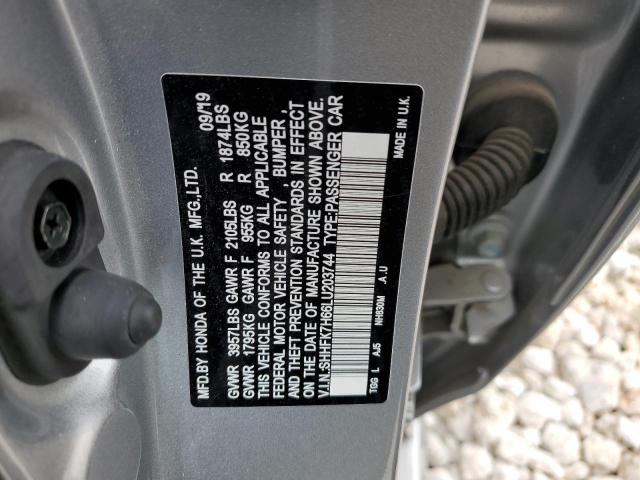 MFD.BY HONDA OF THE U.K. MFG.,LTD. 09/19
GVWR 3957LBS GAWR F 2105LBS R 1874LBS
GVWR 1795KG GAWR F 955KG R 850KG
THIS VEHICLE CONFORMS TO ALL APPLICABLE
FEDERAL MOTOR VEHICLE SAFETY , BUMPER ,
AND THEFT PREVENTION STANDARDS IN EFFECT
ON THE DATE OF MANUFACTURE SHOWN ABOVE.
V.I.N.:SHHFK7H66LU203744 TYPE:PASSENGER CAR
TGG L AJ5 NH830M .A.U MADE IN U.K.